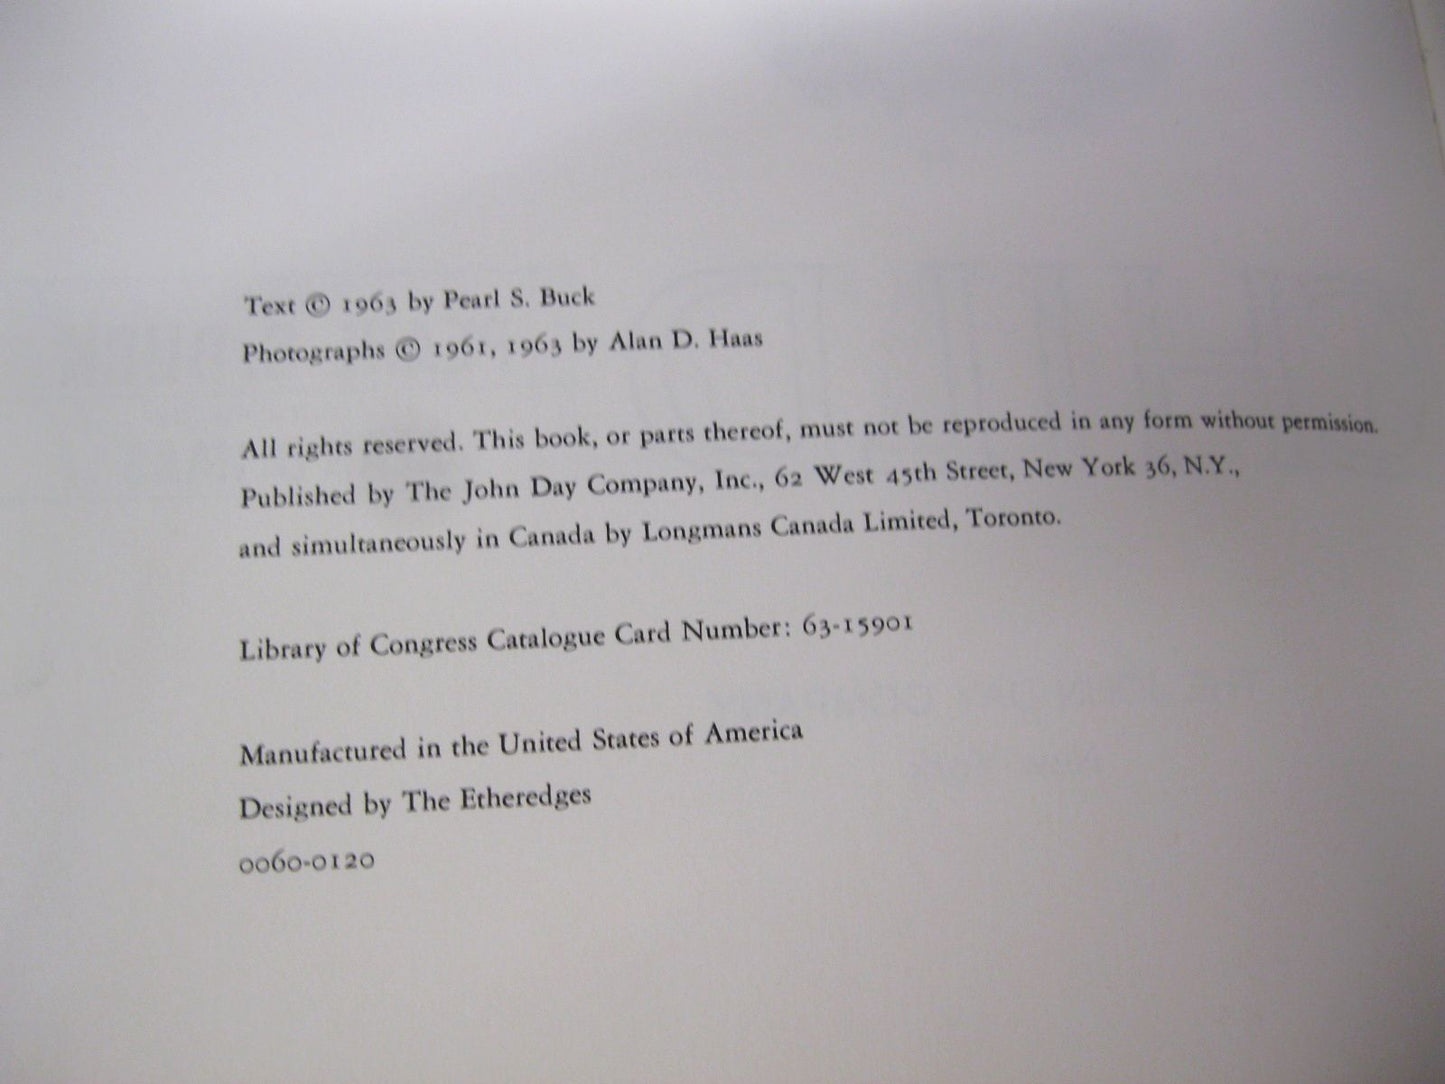 Text © 1963 by Pearl S. Buck
Photographs © 1961, 1963 by Alan D. Haas
All rights reserved. This book, or parts thereof, must not be reproduced in any form without permission.
Published by The John Day Company, Inc., 62 West 45th Street, New York 36, N.Y.,
and simultaneously in Canada by Longmans Canada Limited, Toronto.
Library of Congress Catalogue Card Number: 63-15901
Manufactured in the United States of America
Designed by The Etheredges
0060-0120